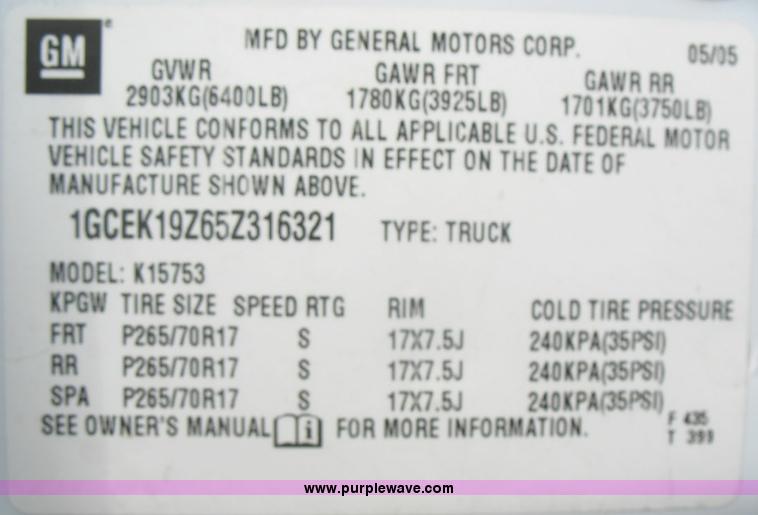 GM
MFD BY GENERAL MOTORS CORP. 05/05
GVWR GAWR FRT GAWR RR
2903KG(6400LB) 1780KG(3925LB) 1701KG(3750LB)
THIS VEHICLE CONFORMS TO ALL APPLICABLE U.S. FEDERAL MOTOR
VEHICLE SAFETY STANDARDS IN EFFECT ON THE DATE OF
MANUFACTURE SHOWN ABOVE.
1GCEK19Z65Z316321 TYPE: TRUCK
MODEL: K15753
KPGW TIRE SIZE SPEED RTG RIM COLD TIRE PRESSURE
FRT P265/70R17 S 17X7.5J 240KPA(35PSI)
RR P265/70R17 S 17X7.5J 240KPA(35PSI)
SPA P265/70R17 S 17X7.5J 240KPA(35PSI)
SEE OWNER'S MANUAL i FOR MORE INFORMATION.
F 435
T 399
www.purplewave.com